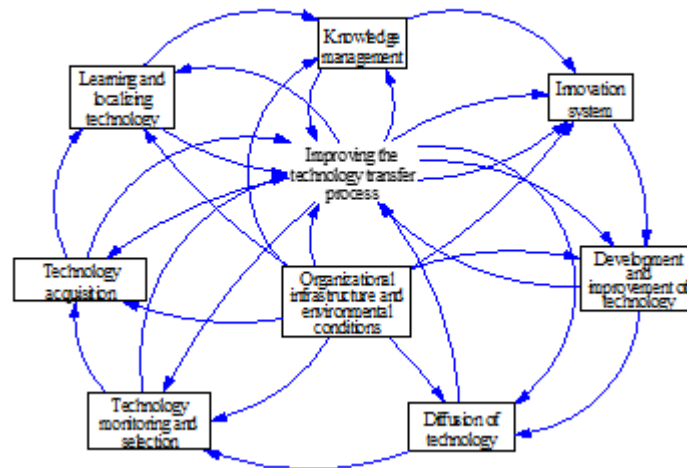 Knowledge
management
Learning and
localizing
technology
Innovation
system
Improving the
technology transfer
process
Technology
acquisition
Organizational
infrastructure and
environmental
conditions
Development
and
improvement of
technology
Technology
monitoring and
selection
Diffusion of
technology